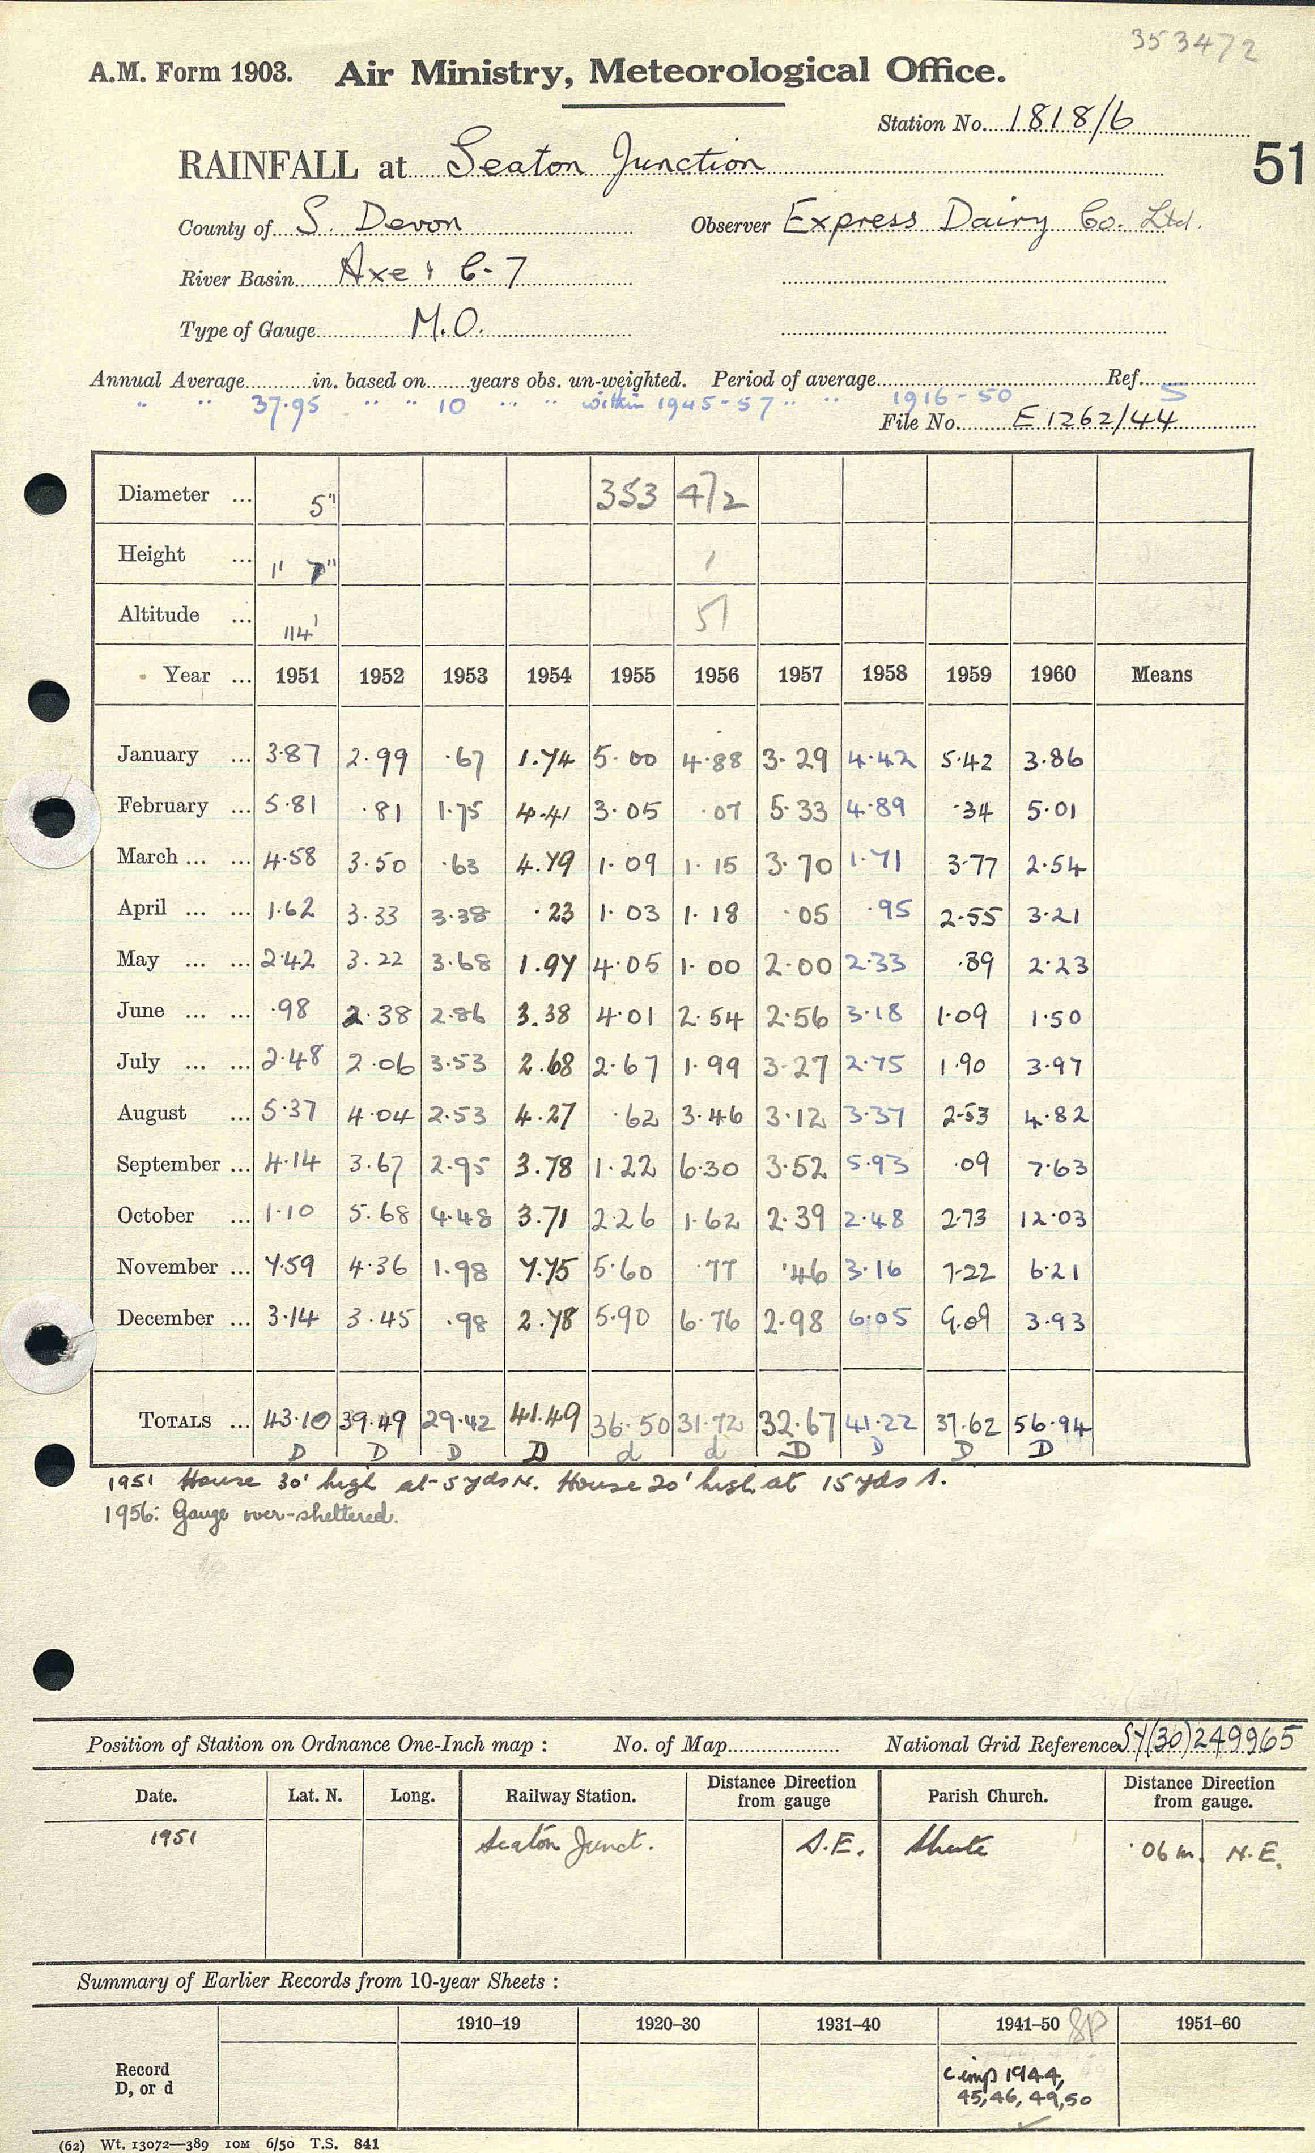 353472
A.M. Form 1903. Air Ministry, Meteorological Office.
Station No. 1818/6
51
RAINFALL at Seaton Junction
County of S. Devon Observer Express Dairy Co. Ltd.
River Basin Axe : 6-7
Type of Gauge M.O.
Annual Average in. based on years obs. un-weighted. Period of average Ref.
" " 37.95 " " 10 " " within 1945-57 " " 1916-50 S
File No. E1262/44
Diameter ... 5" 353 472
Height ... 1' 7" 1
Altitude ... 114' 51
Year ... 1951 1952 1953 1954 1955 1956 1957 1958 1959 1960 Means
January ... 3.87 2.99 .67 1.74 5.00 4.88 3.29 4.42 5.42 3.86
February ... 5.81 .81 1.75 4.41 3.05 .07 5.33 4.89 .34 5.01
March ... ... 4.58 3.50 .63 4.79 1.09 1.15 3.70 1.71 3.77 2.54
April ... ... 1.62 3.33 3.38 .23 1.03 1.18 .05 .95 2.55 3.21
May ... ... 2.42 3.22 3.68 1.97 4.05 1.00 2.00 2.33 .89 2.23
June ... ... .98 2.38 2.86 3.38 4.01 2.54 2.56 3.18 1.09 1.50
July ... ... 2.48 2.06 3.53 2.68 2.67 1.99 3.27 2.75 1.90 3.97
August ... 5.37 4.04 2.53 4.27 .62 3.46 3.12 3.37 2.53 4.82
September ... 4.14 3.67 2.95 3.78 1.22 6.30 3.52 5.93 .09 7.63
October ... 1.10 5.68 4.48 3.71 2.26 1.62 2.39 2.48 2.73 12.03
November ... 7.59 4.36 1.98 7.75 5.60 .77 .46 3.16 7.22 6.21
December ... 3.14 3.45 .98 2.78 5.90 6.76 2.98 6.05 9.09 3.93
TOTALS ... 43.10 39.49 29.42 41.49 36.50 31.72 32.67 41.22 37.62 56.94
D D D D d d D D D D
1951 House 30' high at 5 yds N. House 20' high at 15 yds S.
1956: Gauge over-sheltered.
Position of Station on Ordnance One-Inch map : No. of Map National Grid Reference SY(30)249965
Date. Lat. N. Long. Railway Station. Distance Direction from gauge Parish Church. Distance Direction from gauge.
1951 Seaton Junct. S.E. Shute .06 m. N.E.
Summary of Earlier Records from 10-year Sheets :
1910–19 1920–30 1931–40 1941–50 SP 1951–60
Record D, or d Comp 1944, 45, 46, 49, 50
(62) Wt. 13072—389 10M 6/50 T.S. 841